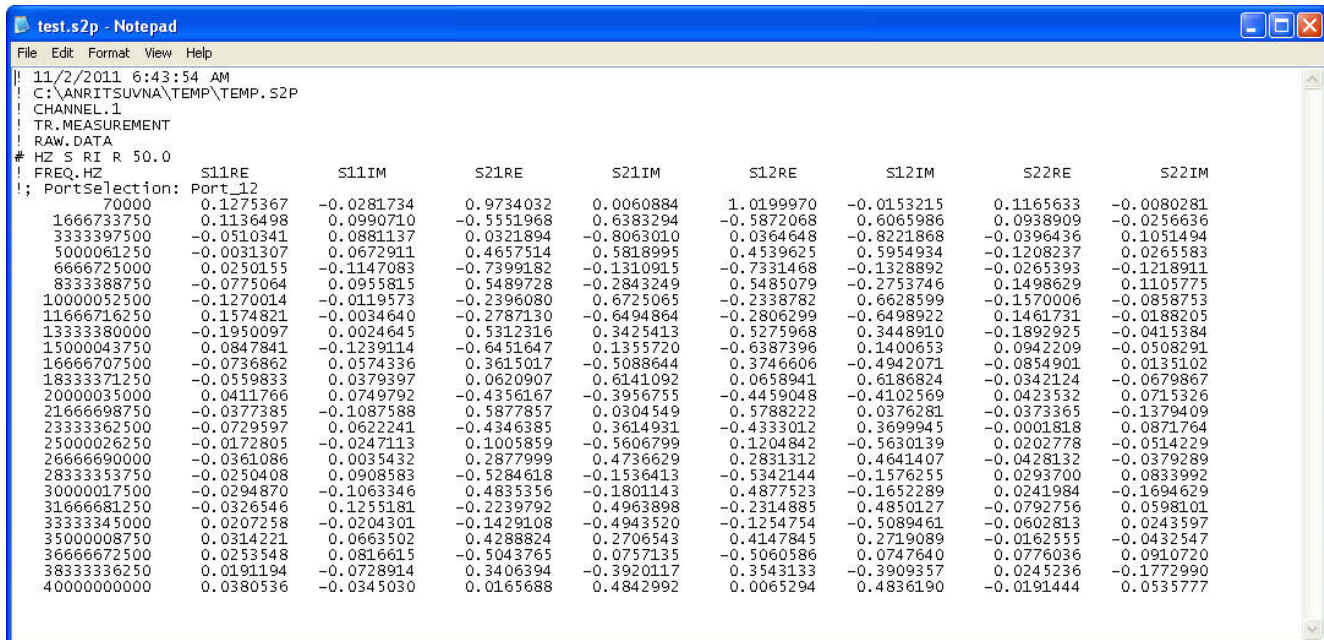 test.s2p - Notepad
File Edit Format View Help
! 11/2/2011 6:43:54 AM
! C:\ANRITSUVNA\TEMP\TEMP.S2P
! CHANNEL.1
! TR.MEASUREMENT
! RAW.DATA
# HZ S RI R 50.0
! FREQ.HZ S11RE S11IM S21RE S21IM S12RE S12IM S22RE S22IM
!; PortSelection: Port_12
70000 0.1275367 -0.0281734 0.9734032 0.0060884 1.0199970 -0.0153215 0.1165633 -0.0080281
1666733750 0.1136498 0.0990710 -0.5551968 0.6383294 -0.5872068 0.6065986 0.0938909 -0.0256636
3333397500 -0.0510341 0.0881137 0.0321894 -0.8063010 0.0364648 -0.8221868 -0.0396436 0.1051494
5000061250 -0.0031307 0.0672911 0.4657514 0.5818995 0.4539625 0.5954934 -0.1208237 0.0265583
6666725000 0.0250155 -0.1147083 -0.7399182 -0.1310915 -0.7331468 -0.1328892 -0.0265393 -0.1218911
8333388750 -0.0775064 0.0955815 0.5489728 -0.2843249 0.5485079 -0.2753746 0.1498629 0.1105775
10000052500 -0.1270014 -0.0119573 -0.2396080 0.6725065 -0.2338782 0.6628599 -0.1570006 -0.0858753
11666716250 0.1574821 -0.0034640 -0.2787130 -0.6494864 -0.2806299 -0.6498922 0.1461731 -0.0188205
13333380000 -0.1950097 0.0024645 0.5312316 0.3425413 0.5275968 0.3448910 -0.1892925 -0.0415384
15000043750 0.0847841 -0.1239114 -0.6451647 0.1355720 -0.6387396 0.1400653 0.0942209 -0.0508291
16666707500 -0.0736862 0.0574336 0.3615017 -0.5088644 0.3746606 -0.4942071 -0.0854901 0.0135102
18333371250 -0.0559833 0.0379397 0.0620907 0.6141092 0.0658941 0.6186824 -0.0342124 -0.0679867
20000035000 0.0411766 0.0749792 -0.4356167 -0.3956755 -0.4459048 -0.4102569 0.0423532 0.0715326
21666698750 -0.0377385 -0.1087588 0.5877857 0.0304549 0.5788222 0.0376281 -0.0373365 -0.1379409
23333362500 -0.0729597 0.0622241 -0.4346385 0.3614931 -0.4333012 0.3699945 -0.0001818 0.0871764
25000026250 -0.0172805 -0.0247113 0.1005859 -0.5606799 0.1204842 -0.5630139 0.0202778 -0.0514229
26666690000 -0.0361086 0.0035432 0.2877999 0.4736629 0.2831312 0.4641407 -0.0428132 -0.0379289
28333353750 -0.0250408 0.0908583 -0.5284618 -0.1536413 -0.5342144 -0.1576255 0.0293700 0.0833992
30000017500 -0.0294870 -0.1063346 0.4835356 -0.1801143 0.4877523 -0.1652289 0.0241984 -0.1694629
31666681250 -0.0326546 0.1255181 -0.2239792 0.4963898 -0.2314885 0.4850127 -0.0792756 0.0598101
33333345000 0.0207258 -0.0204301 -0.1429108 -0.4943520 -0.1254754 -0.5089461 -0.0602813 0.0243597
35000008750 0.0314221 0.0663502 0.4288824 0.2706543 0.4147845 0.2719089 -0.0162555 -0.0432547
36666672500 0.0253548 0.0816615 -0.5043765 0.0757135 -0.5060586 0.0747640 0.0776036 0.0910720
38333336250 0.0191194 -0.0728914 0.3406394 -0.3920117 0.3543133 -0.3909357 0.0245236 -0.1772990
40000000000 0.0380536 -0.0345030 0.0165688 0.4842992 0.0065294 0.4836190 -0.0191444 0.0535777